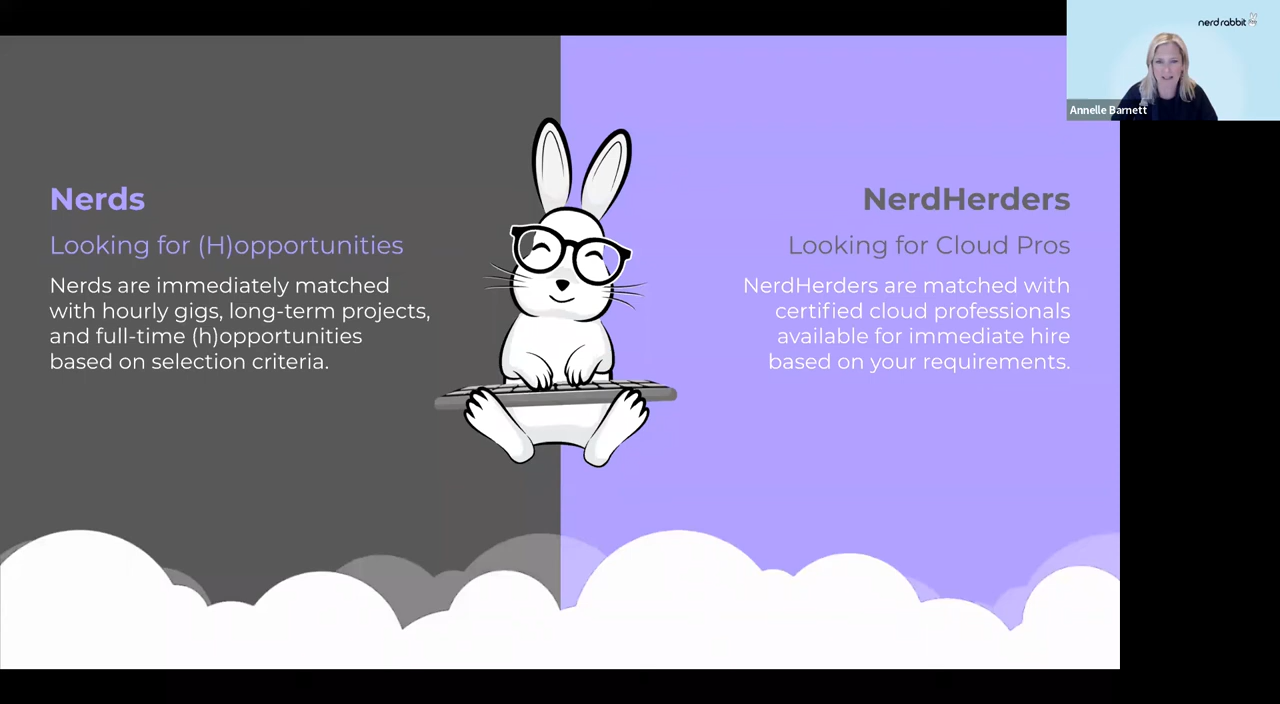 nerd rabbit
Annelle Barnett
Nerds
Looking for (H)opportunities
Nerds are immediately matched
with hourly gigs, long-term projects,
and full-time (h)opportunities
based on selection criteria.
NerdHerders
Looking for Cloud Pros
NerdHerders are matched with
certified cloud professionals
available for immediate hire
based on your requirements.